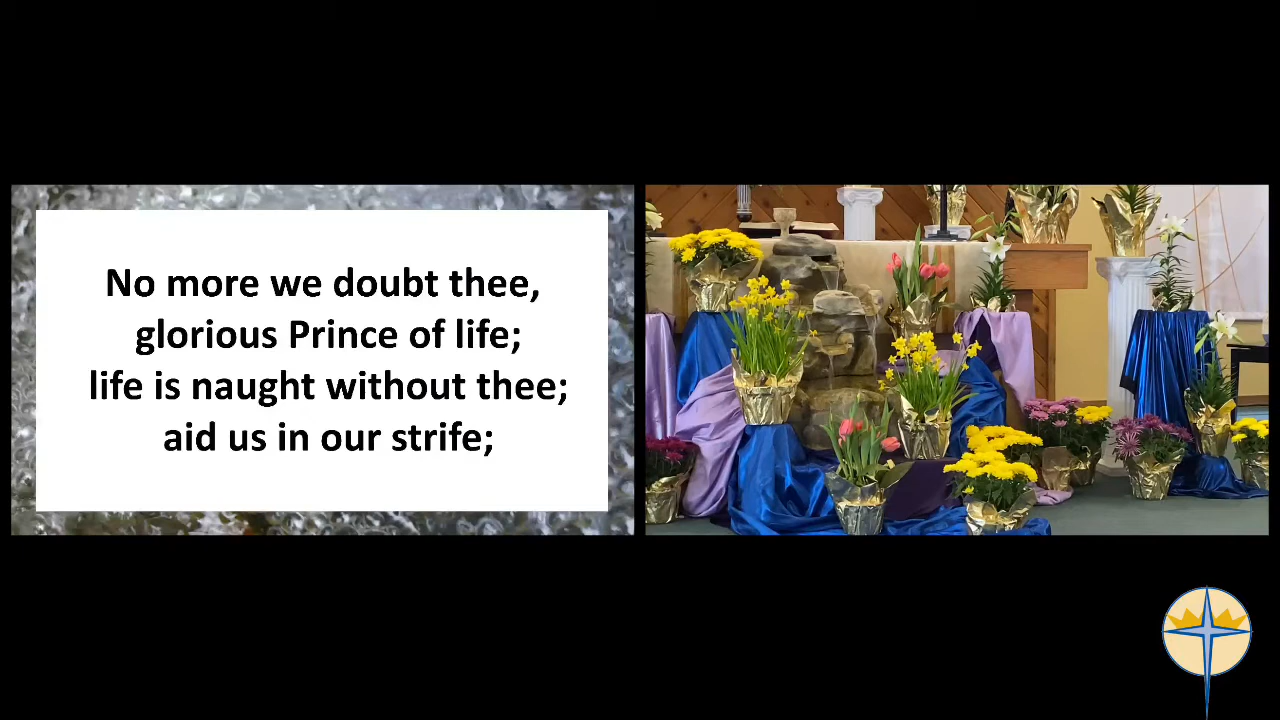 No more we doubt thee,
glorious Prince of life;
life is naught without thee;
aid us in our strife;